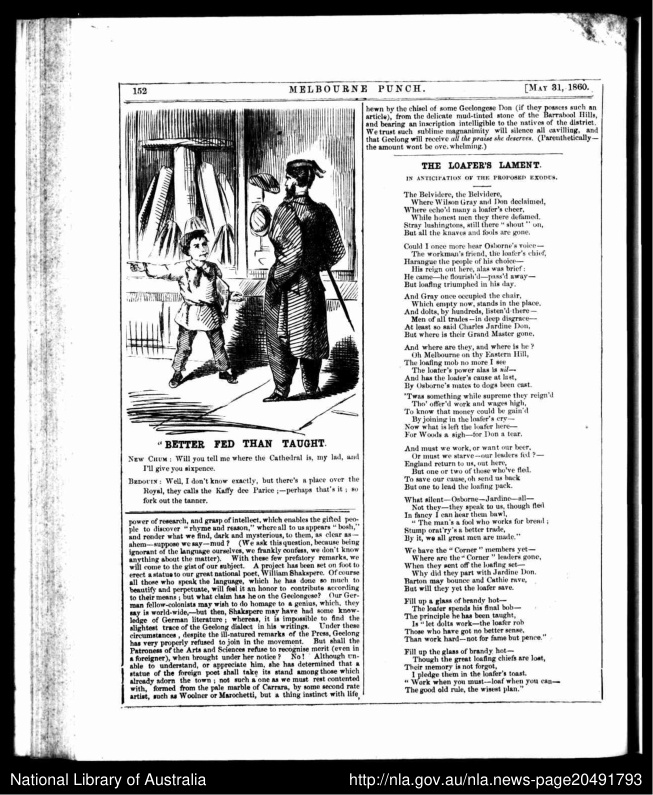 152
MELBOURNE PUNCH.
[MAY 31, 1860.
"BETTER FED THAN TAUGHT.
NEW CHUM: Will you tell me where the Cathedral is, my lad, and
I'll give you sixpence.
BEDOUIN: Well, I don't know exactly, but there's a place over the
Royal, they calls the Kaffy dee Parice;—perhaps that's it; so
fork out the tanner.
power of research, and grasp of intellect, which enables the gifted peo-
ple to discover "rhyme and reason," where all to us appears "bosh,"
and render what we find, dark and mysterious, to them, as clear as—
ahem—suppose we say—mud? (We ask this question, because being
ignorant of the language ourselves, we frankly confess, we don't know
anything about the matter). With these few prefatory remarks, we
will come to the gist of our subject. A project has been set on foot to
erect a statue to our great national poet, William Shakspere. Of course
all those who speak the language, which he has done so much to
beautify and perpetuate, will feel it an honor to contribute according
to their means; but what claim has he on the Geelongese? Our Ger-
man fellow-colonists may wish to do homage to a genius, which, they
say is world-wide,—but then, Shakspere may have had some know-
ledge of German literature; whereas, it is impossible to find the
slightest trace of the Geelong dialect in his writings. Under these
circumstances, despite the ill-natured remarks of the Press, Geelong
has very properly refused to join in the movement. But shall the
Patroness of the Arts and Sciences refuse to recognise merit (even in
a foreigner), when brought under her notice? No! Although un-
able to understand, or appreciate him, she has determined that a
statue of the foreign poet shall take its stand among those which
already adorn the town; not such a one as we must rest contented
with, formed from the pale marble of Carrara, by some second rate
artist, such as Woolner or Marochetti, but a thing instinct with life,
hewn by the chisel of some Geelongese Don (if they possess such an
article), from the delicate mud-tinted stone of the Barrabool Hills,
and bearing an inscription intelligible to the natives of the district.
We trust such sublime magnanimity will silence all cavilling, and
that Geelong will receive all the praise she deserves. (Parenthetically—
the amount wont be ove.whelming.)
THE LOAFER'S LAMENT.
IN ANTICIPATION OF THE PROPOSED EXODUS.
The Belvidere, the Belvidere,
Where Wilson Gray and Don declaimed,
Where echo'd many a loafer's cheer,
While honest men they there defamed.
Stray lushingtons, still there "shout" on,
But all the knaves and fools are gone.
Could I once more hear Osborne's voice—
The workman's friend, the loafer's chief,
Harangue the people of his choice—
His reign out here, alas was brief:
He came—he flourish'd—pass'd away—
But loafing triumphed in his day.
And Gray once occupied the chair,
Which empty now, stands in the place,
And dolts, by hundreds, listen'd there—
Men of all trades—in deep disgrace—
At least so said Charles Jardine Don,
But where is their Grand Master gone.
And where are they, and where is he?
Oh Melbourne on thy Eastern Hill,
The loafing mob no more I see
The loafer's power alas is nil—
And has the loafer's cause at last,
By Osborne's mates to dogs been cast.
'Twas something while supreme they reign'd
Tho' offer'd work and wages high,
To know that money could be gain'd
By joining in the loafer's cry—
Now what is left the loafer here—
For Woods a sigh—for Don a tear.
And must we work, or want our beer,
Or must we starve—our leaders fed?—
England return to us, out here,
But one or two of those who've fled.
To save our cause, oh send us back
But one to lead the loafing pack.
What silent—Osborne—Jardine—all—
Not they—they speak to us, though fled
In fancy I can hear them bawl,
"The man's a fool who works for bread;
Stump orat'ry's a better trade,
By it, we all great men are made."
We have the "Corner" members yet—
Where are the "Corner" leaders gone,
When they sent off the loafing set—
Why did they part with Jardine Don.
Barton may bounce and Cathie rave,
But will they yet the loafer save.
Fill up a glass of brandy hot—
The loafer spends his final bob—
The principle he has been taught,
Is "let dolts work—the loafer rob
Those who have got no better sense,
Than work hard—not for fame but pence."
Fill up the glass of brandy hot—
Though the great loafing chiefs are lost,
Their memory is not forgot,
I pledge them in the loafer's toast.
"Work when you must—loaf when you can—
The good old rule, the wisest plan."
National Library of Australia
http://nla.gov.au/nla.news-page20491793